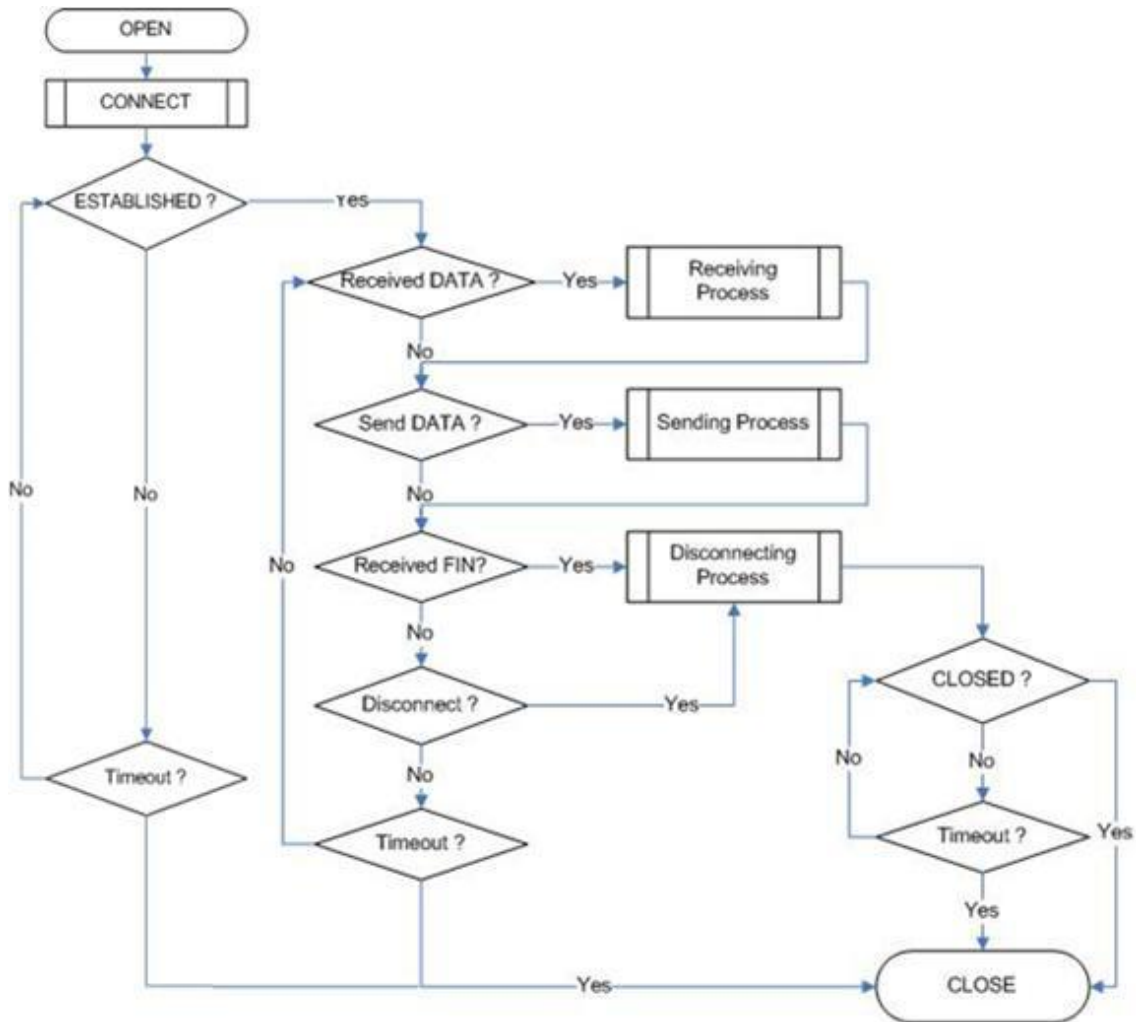 OPEN
CONNECT
ESTABLISHED ?
Yes
Received DATA ?
Yes
Receiving
Process
No
Send DATA ?
Yes
Sending Process
No
No
No
Received FIN?
Yes
Disconnecting
Process
No
No
CLOSED ?
Disconnect ?
Yes
No
No
No
Timeout ?
Timeout ?
Timeout ?
Yes
Yes
Yes
CLOSE